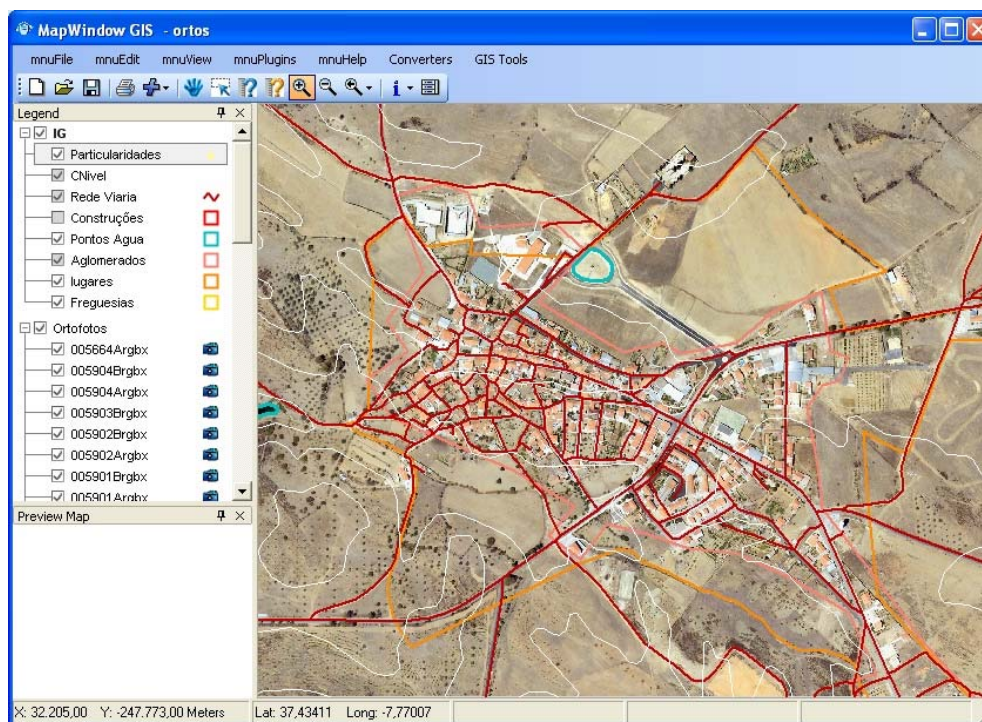 MapWindow GIS - ortos
mnuFile mnuEdit mnuView mnuPlugins mnuHelp Converters GIS Tools
Legend
IG
Particularidades
CNivel
Rede Viaria
Construções
Pontos Agua
Aglomerados
lugares
Freguesias
Ortofotos
005664Argbx
005904Brgbx
005904Argbx
005903Brgbx
005902Brgbx
005902Argbx
005901Brgbx
005901Argbx
Preview Map
X: 32.205,00 Y: -247.773,00 Meters Lat: 37,43411 Long: -7,77007